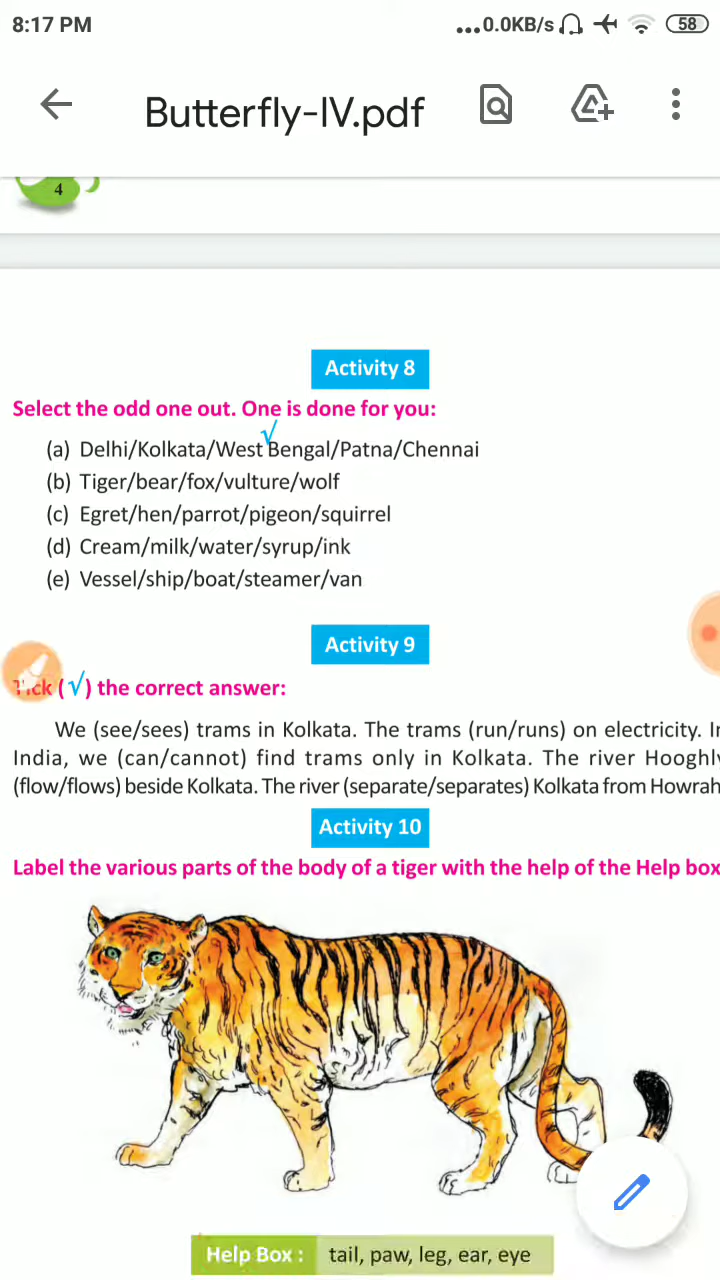 8:17 PM
...0.0KB/s
58
Butterfly-IV.pdf
4
Activity 8
Select the odd one out. One is done for you:
(a) Delhi/Kolkata/West Bengal/Patna/Chennai
(b) Tiger/bear/fox/vulture/wolf
(c) Egret/hen/parrot/pigeon/squirrel
(d) Cream/milk/water/syrup/ink
(e) Vessel/ship/boat/steamer/van
Activity 9
Tick (√) the correct answer:
We (see/sees) trams in Kolkata. The trams (run/runs) on electricity. In
India, we (can/cannot) find trams only in Kolkata. The river Hooghly
(flow/flows) beside Kolkata. The river (separate/separates) Kolkata from Howrah
Activity 10
Label the various parts of the body of a tiger with the help of the Help box
Help Box : tail, paw, leg, ear, eye